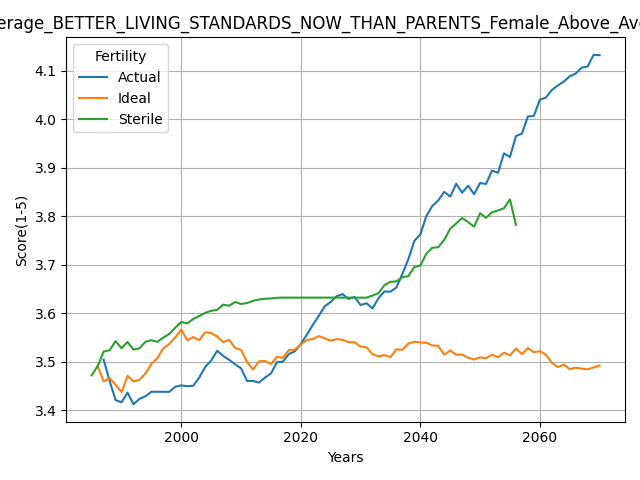 erage_BETTER_LIVING_STANDARDS_NOW_THAN_PARENTS_Female_Above_Ave
Fertility
Actual
Ideal
Sterile
4.1
4.0
3.9
3.8
3.7
3.6
3.5
3.4
Score(1-5)
2000
2020
2040
2060
Years